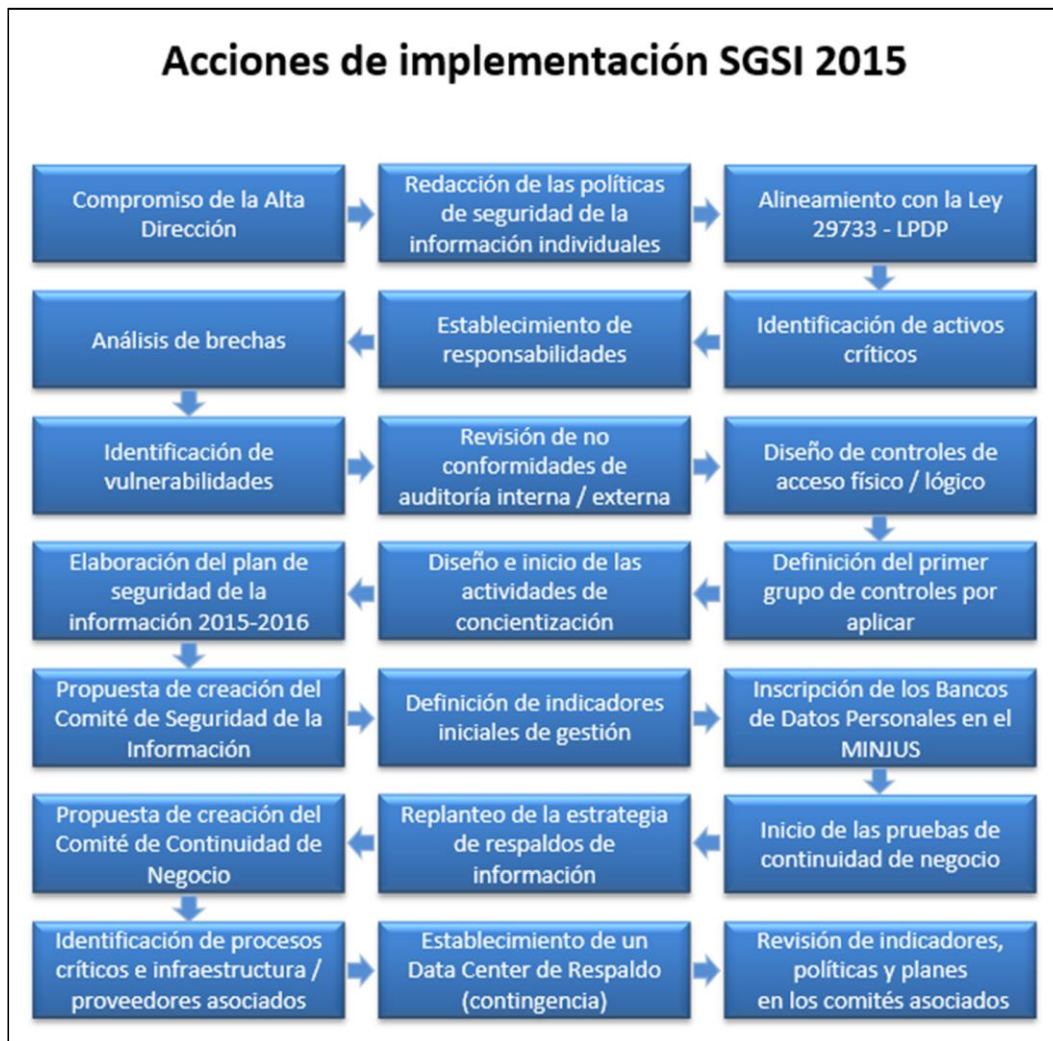 Acciones de implementación SGSI 2015
Compromiso de la Alta
Dirección
Redacción de las políticas
de seguridad de la
información individuales
Alineamiento con la Ley
29733 - LPDP
Identificación de activos
críticos
Establecimiento de
responsabilidades
Análisis de brechas
Identificación de
vulnerabilidades
Revisión de no
conformidades de
auditoría interna / externa
Diseño de controles de
acceso físico / lógico
Definición del primer
grupo de controles por
aplicar
Diseño e inicio de las
actividades de
concientización
Elaboración del plan de
seguridad de la
información 2015-2016
Propuesta de creación del
Comité de Seguridad de la
Información
Definición de indicadores
iniciales de gestión
Inscripción de los Bancos
de Datos Personales en el
MINJUS
Inicio de las pruebas de
continuidad de negocio
Replanteo de la estrategia
de respaldos de
información
Propuesta de creación del
Comité de Continuidad de
Negocio
Identificación de procesos
críticos e infraestructura /
proveedores asociados
Establecimiento de un
Data Center de Respaldo
(contingencia)
Revisión de indicadores,
políticas y planes
en los comités asociados